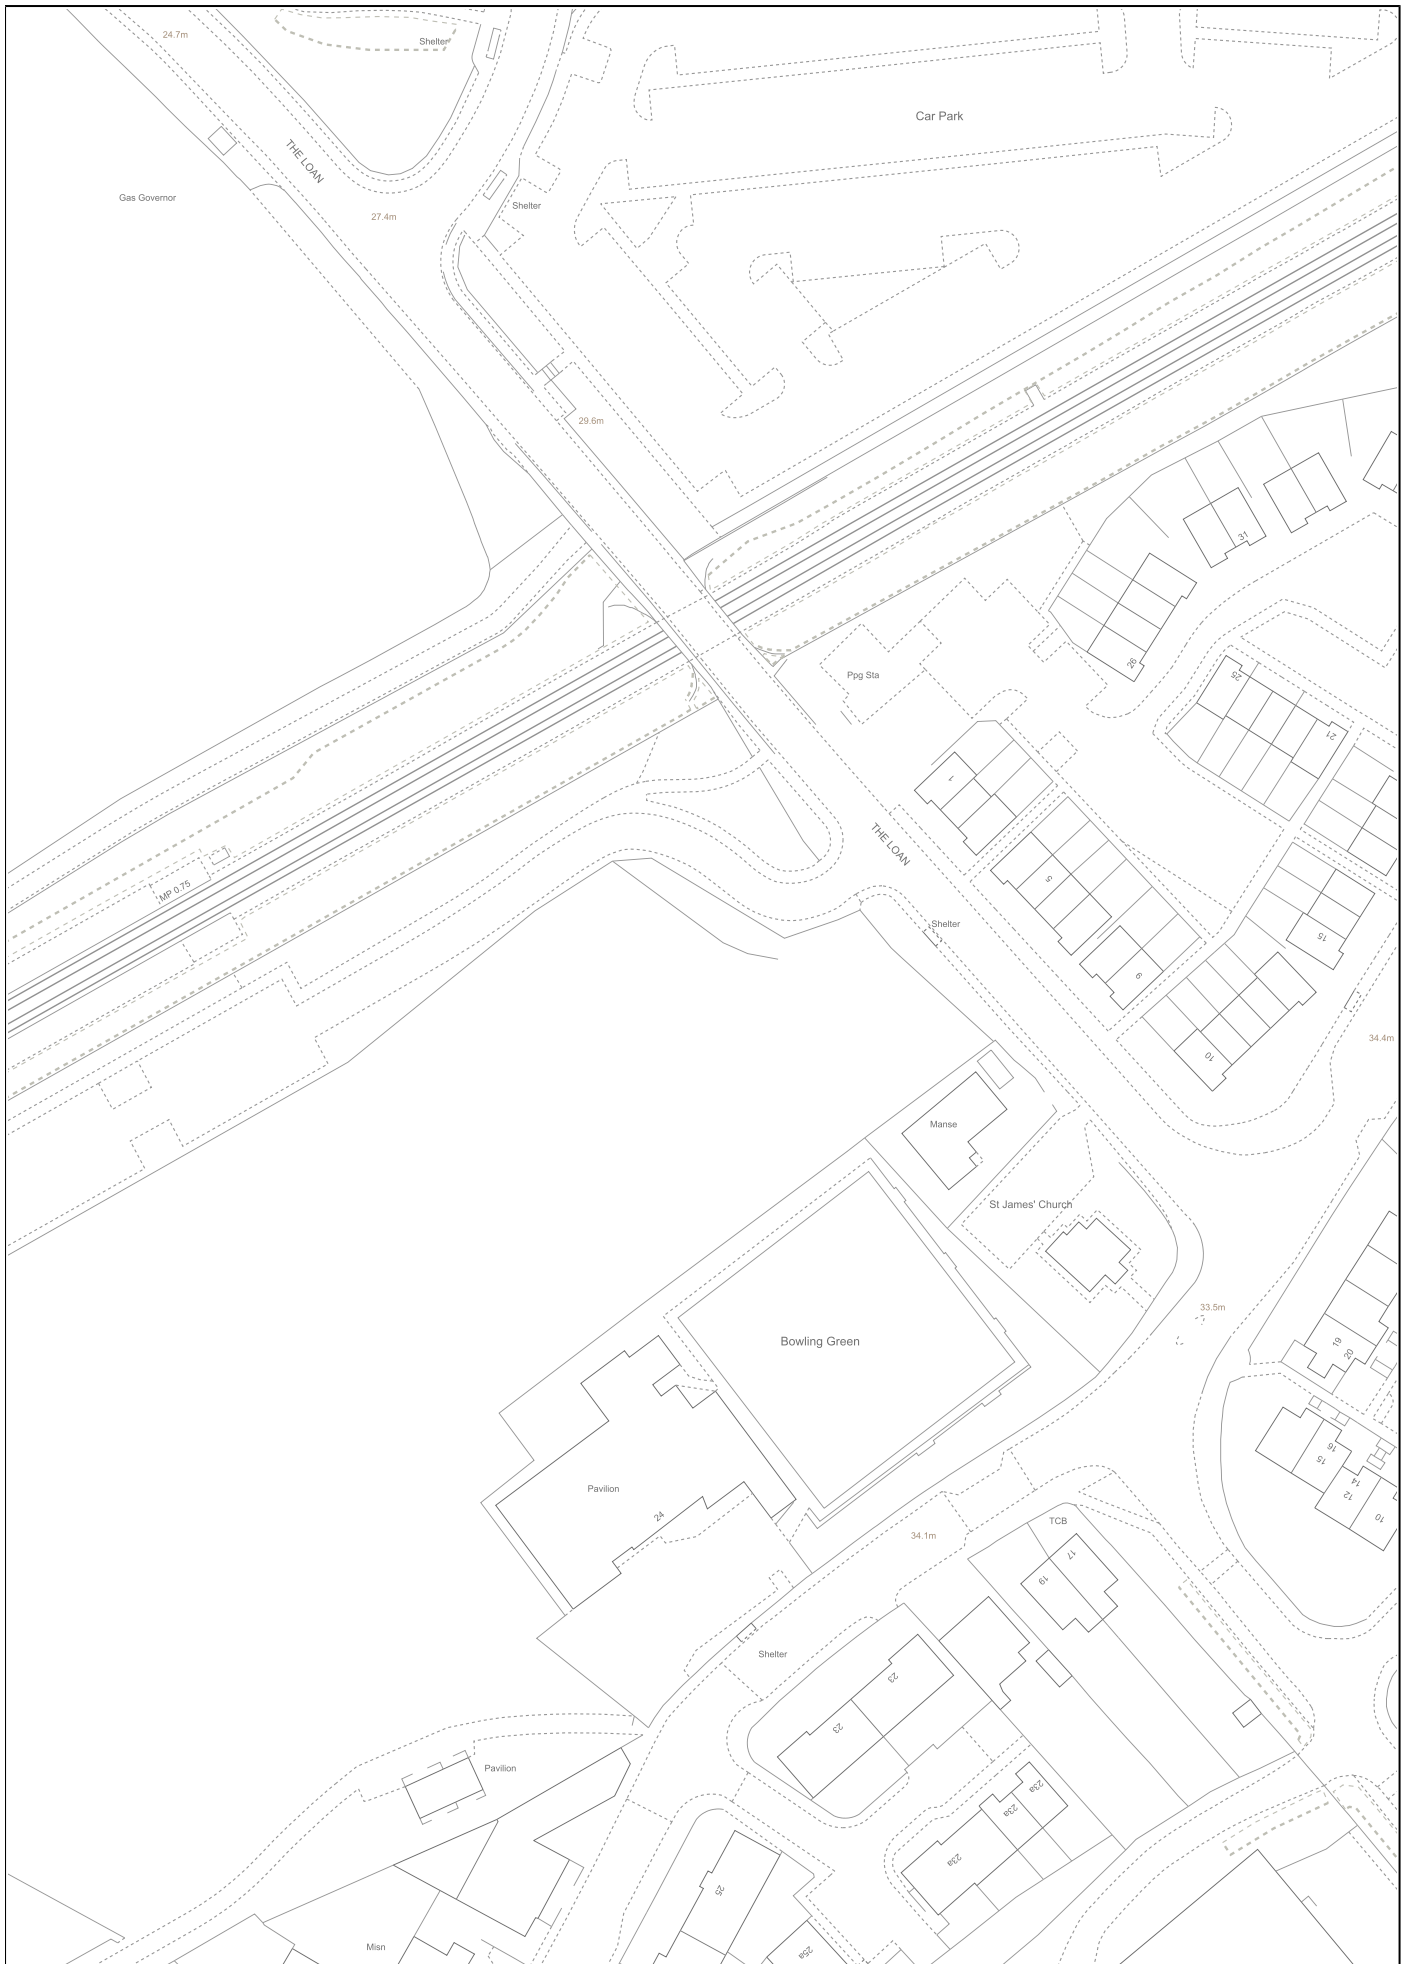 24.7m
Shelter
Car Park
THE LOAN
Gas Governor
Shelter
27.4m
29.6m
31
26
Ppg Sta
25
21
1
THE LOAN
5
MP 0.75
Shelter
15
9
34.4m
10
Manse
St James' Church
33.5m
Bowling Green
19
20
16
15
14
12
10
Pavilion
24
TCB
34.1m
17
19
Shelter
23
23
Pavilion
23a
23a
23a
25
Misn
25a